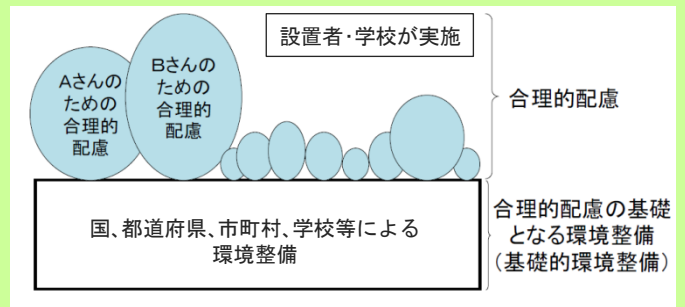 設置者・学校が実施
Aさんの
ための
合理的
配慮
Bさんの
ための
合理的
配慮
合理的配慮
国、都道府県、市町村、学校等による
環境整備
合理的配慮の基礎
となる環境整備
（基礎的環境整備）